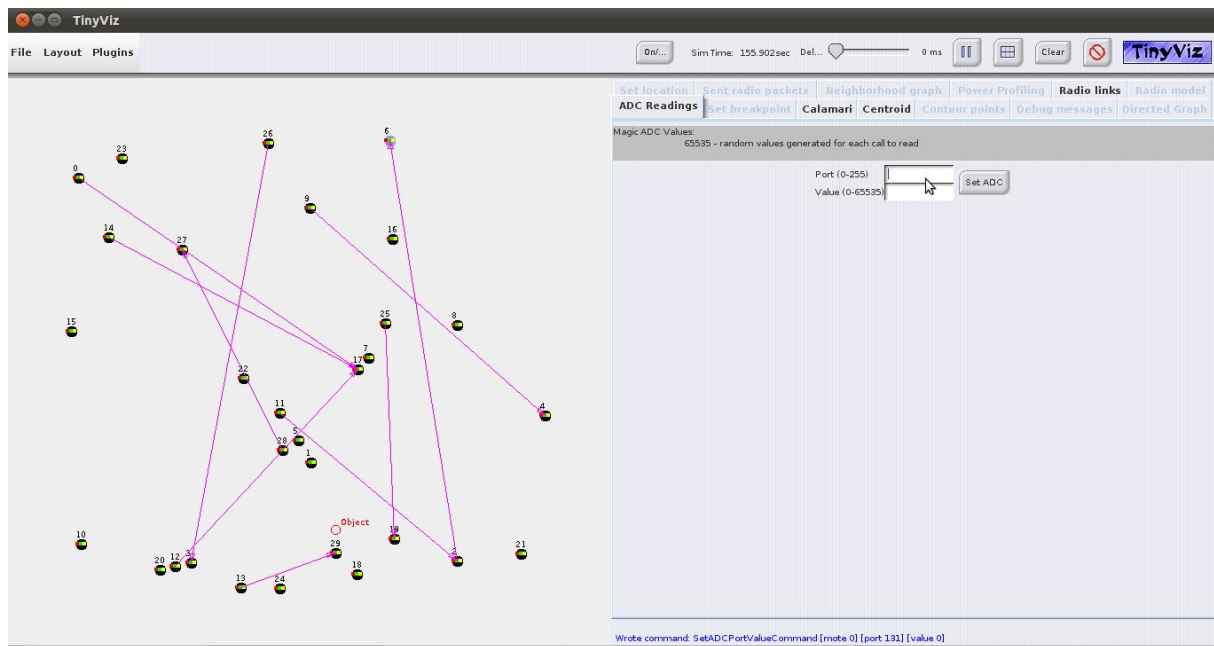 TinyViz
File Layout Plugins
On/... Sim Time: 155.902sec Del... 0 ms Clear TinyViz
Set location Sent radio packets Neighborhood graph Power Profiling Radio links Radio model
ADC Readings Set breakpoint Calamari Centroid Contour points Debug messages Directed Graph
Magic ADC Values:
65535 - random values generated for each call to read
Port (0-255)
Value (0-65535)
Set ADC
26
6
23
0
9
14
16
27
25
8
15
7
17
22
11
4
5
28
1
Object
10
19
29
2
21
3
12
20
18
13
24
Wrote command: SetADCPortValueCommand [mote 0] [port 131] [value 0]